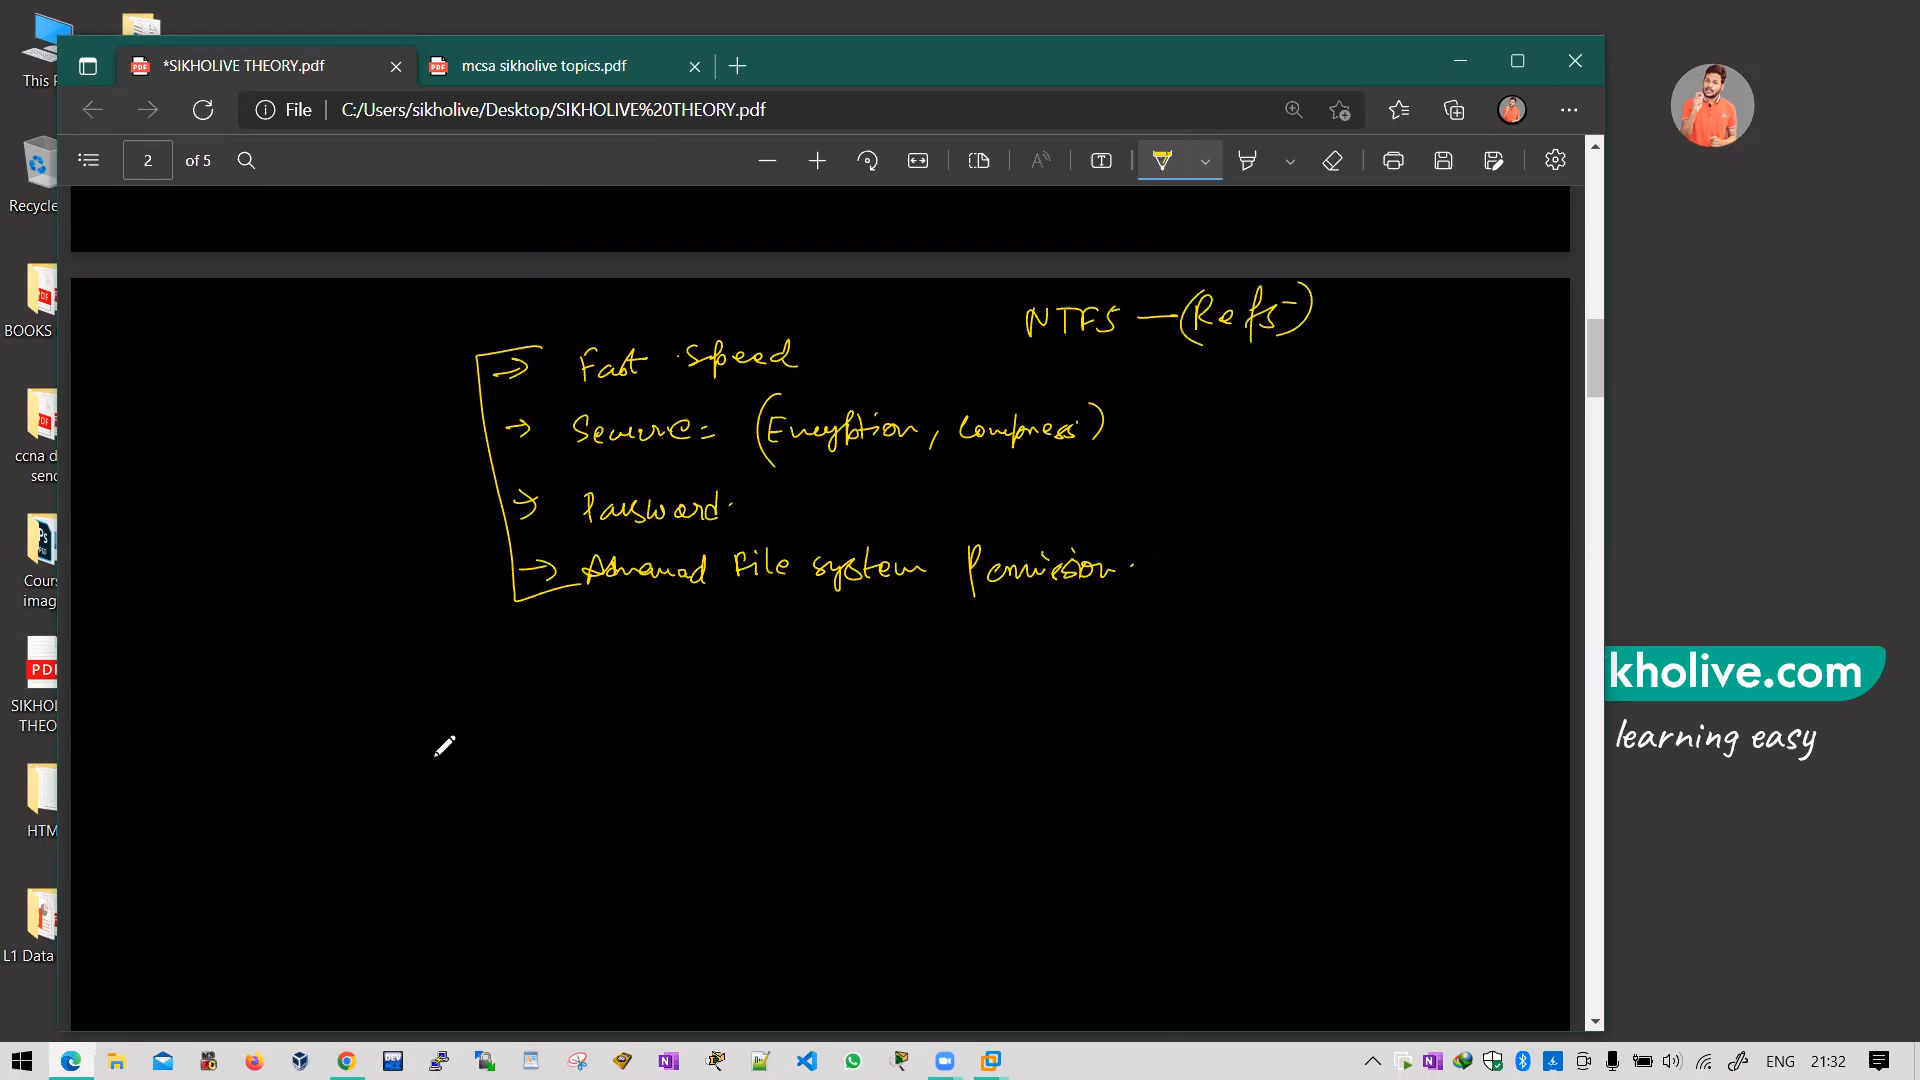 This P
Recycle
BOOKS
ccna d
send
Cours
imag
SIKHOL
THEO
HTM
L1 Data
*SIKHOLIVE THEORY.pdf
mcsa sikholive topics.pdf
File
C:/Users/sikholive/Desktop/SIKHOLIVE%20THEORY.pdf
2 of 5
NTFS — (Refs)
→ Fast speed
→ Secure = (Encyption, Compress)
→ Password.
→ Advanced File system Permission.
kholive.com
learning easy
ENG 21:32